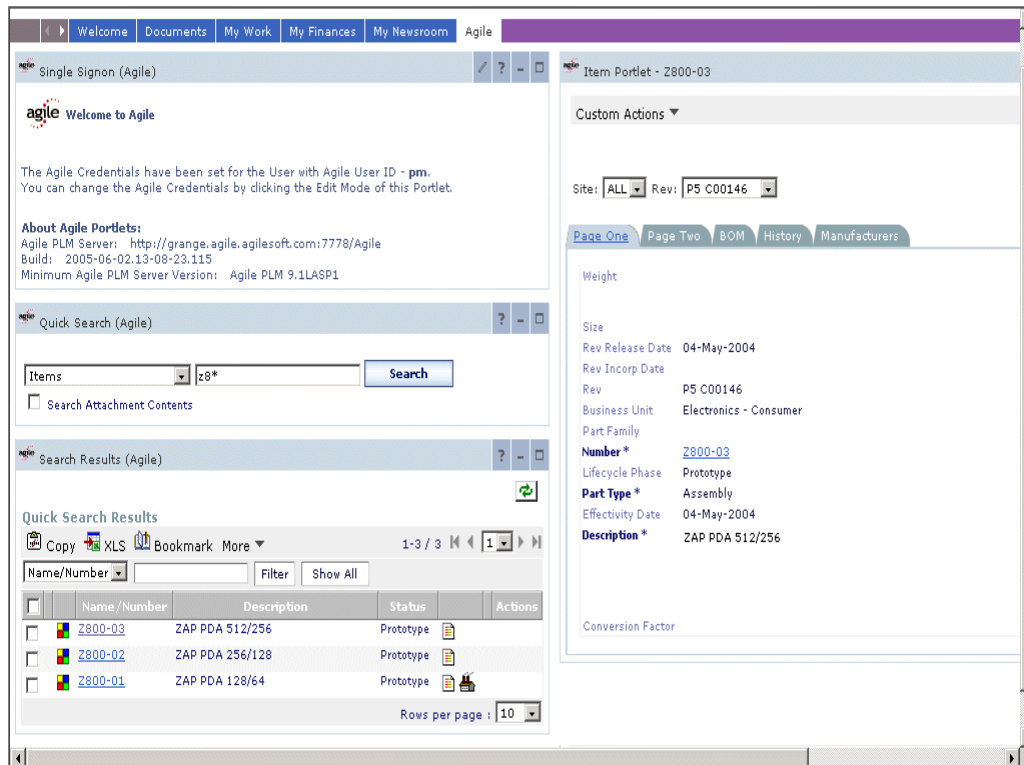 Welcome Documents My Work My Finances My Newsroom Agile
agile Single Signon (Agile) ?
agile Welcome to Agile
The Agile Credentials have been set for the User with Agile User ID - pm.
You can change the Agile Credentials by clicking the Edit Mode of this Portlet.
About Agile Portlets:
Agile PLM Server: http://grange.agile.agilesoft.com:7778/Agile
Build: 2005-06-02.13-08-23.115
Minimum Agile PLM Server Version: Agile PLM 9.1LASP1
agile Quick Search (Agile) ?
Items z8* Search
Search Attachment Contents
agile Search Results (Agile) ?
Quick Search Results
Copy XLS Bookmark More 1-3 / 3 1
Name/Number Filter Show All
Name/Number Description Status Actions
Z800-03 ZAP PDA 512/256 Prototype
Z800-02 ZAP PDA 256/128 Prototype
Z800-01 ZAP PDA 128/64 Prototype
Rows per page : 10
agile Item Portlet - Z800-03
Custom Actions
Site: ALL Rev: P5 C00146
Page One Page Two BOM History Manufacturers
Weight
Size
Rev Release Date 04-May-2004
Rev Incorp Date
Rev P5 C00146
Business Unit Electronics - Consumer
Part Family
Number * Z800-03
Lifecycle Phase Prototype
Part Type * Assembly
Effectivity Date 04-May-2004
Description * ZAP PDA 512/256
Conversion Factor